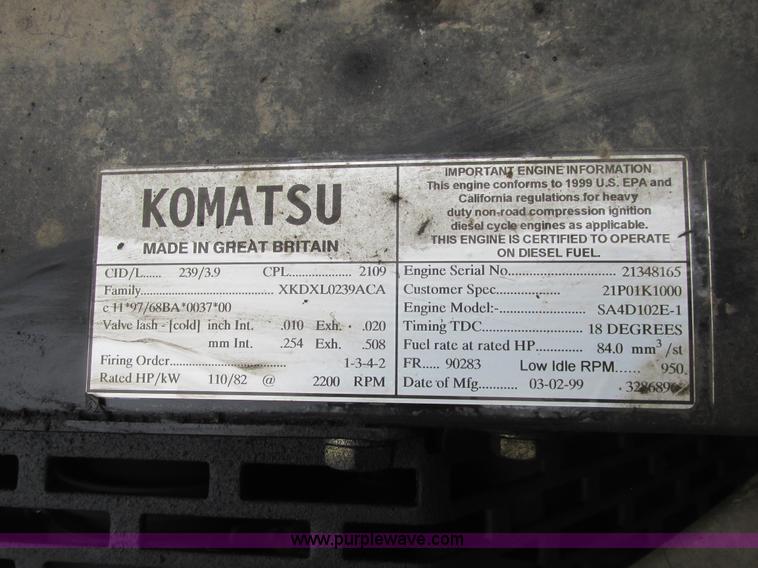 KOMATSU
MADE IN GREAT BRITAIN
CID/L...... 239/3.9 CPL.................. 2109
Family............................ XKDXL0239ACA
e 11*97/68BA*0037*00
Valve lash - [cold] inch Int. .010 Exh. .020
mm Int. .254 Exh. .508
Firing Order........................................ 1-3-4-2
Rated HP/kW 110/82 @ 2200 RPM
IMPORTANT ENGINE INFORMATION
This engine conforms to 1999 U.S. EPA and
California regulations for heavy
duty non-road compression ignition
diesel cycle engines as applicable.
THIS ENGINE IS CERTIFIED TO OPERATE
ON DIESEL FUEL.
Engine Serial No............................. 21348165
Customer Spec........................... 21P01K1000
Engine Model:-...................... SA4D102E-1
Timing TDC............................ 18 DEGREES
Fuel rate at rated HP............ 84.0 mm³/st
FR..... 90283 Low Idle RPM...... 950.
Date of Mfg.......... 03-02-99
www.purplewave.com